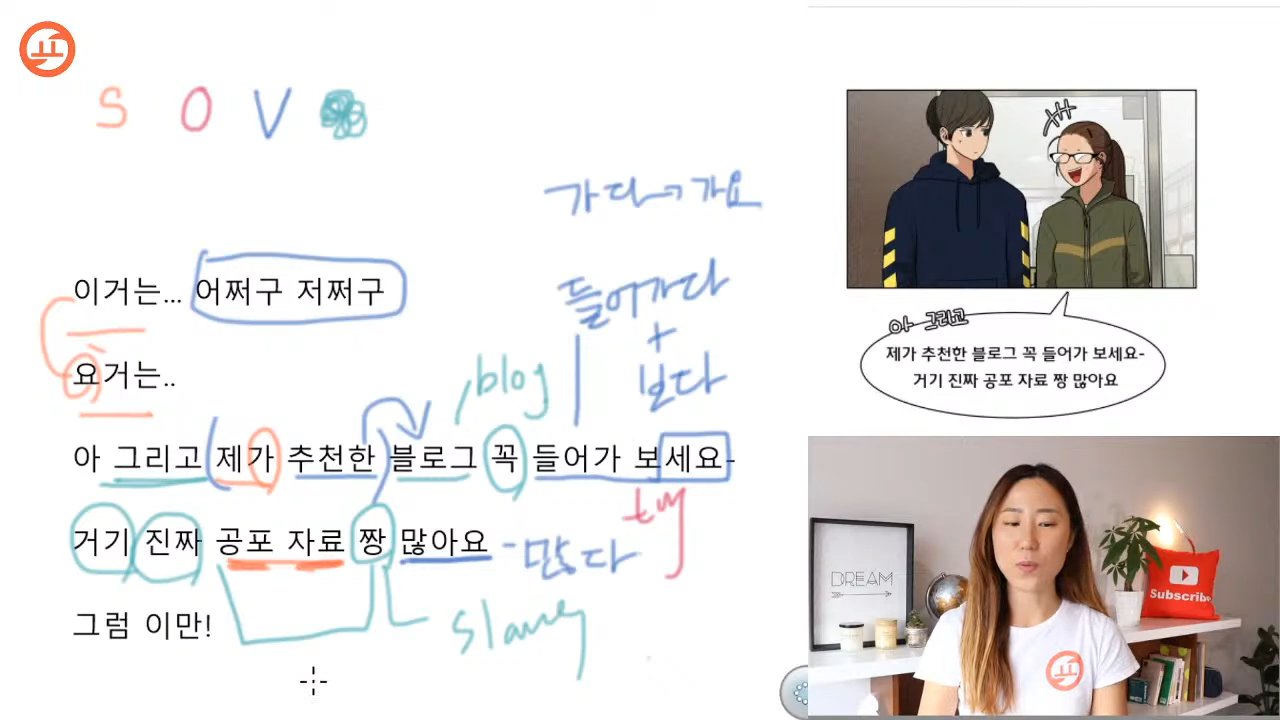 S O V
가다 → 가요
이거는... 어쩌구 저쩌구
들어가다
+
보다
요거는..
blog
아 그리고 제가 추천한 블로그 꼭 들어가 보세요-
try
거기 진짜 공포 자료 짱 많아요 - 많다
slang
그럼 이만!
아 그리고
제가 추천한 블로그 꼭 들어가 보세요-
거기 진짜 공포 자료 짱 많아요
DREAM
Subscribe